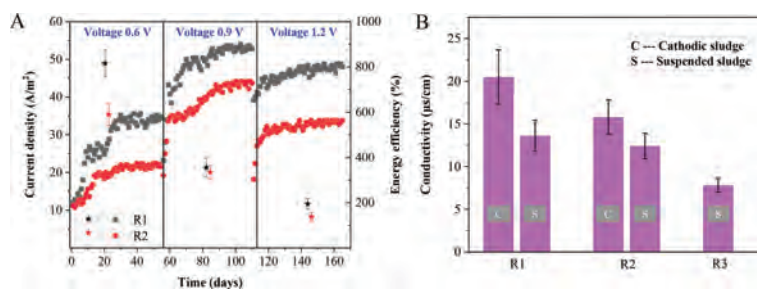 A
Voltage 0.6 V
Voltage 0.9 V
Voltage 1.2 V
Current density (A/m²)
60
50
40
30
20
10
1000
800
600
400
200
Energy efficiency (%)
R1
R2
0 20 40 60 80 100 120 140 160
Time (days)
B
C --- Cathodic sludge
S --- Suspended sludge
Conductivity (μs/cm)
25
20
15
10
5
0
C S C S S
R1 R2 R3